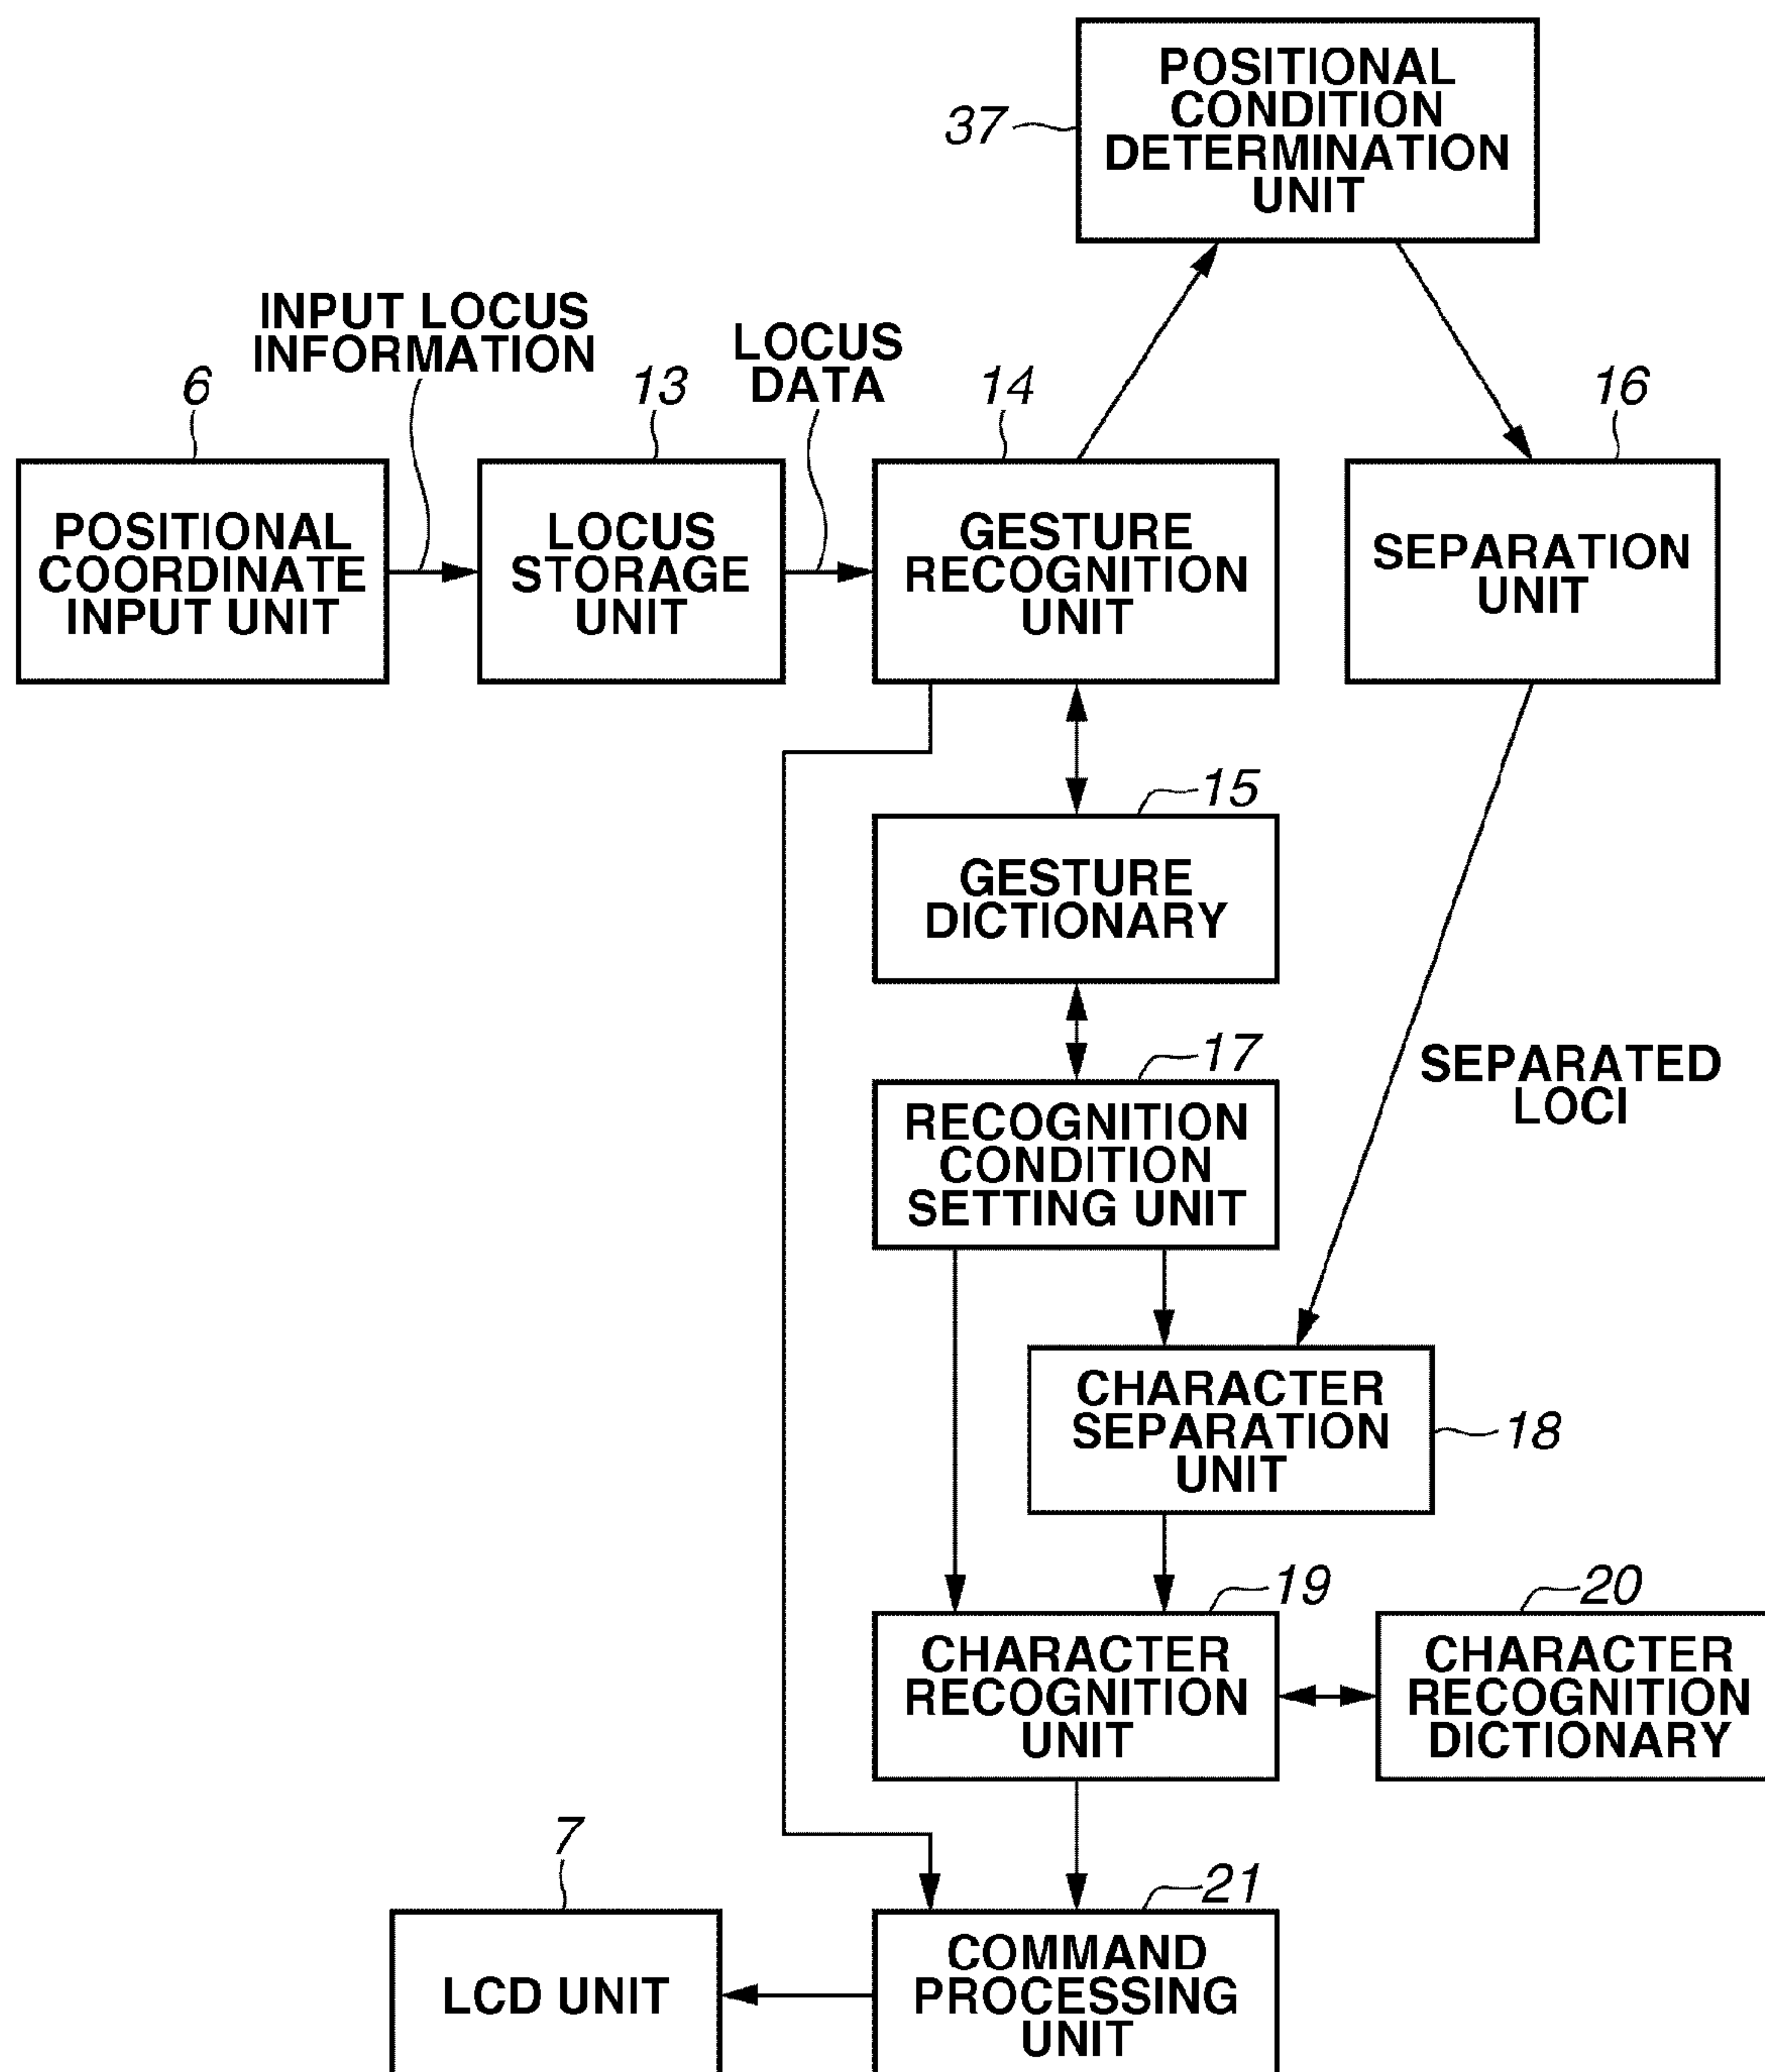 POSITIONAL
CONDITION
DETERMINATION
UNIT
37
INPUT LOCUS
INFORMATION
LOCUS
DATA
6
13
14
16
POSITIONAL
COORDINATE
INPUT UNIT
LOCUS
STORAGE
UNIT
GESTURE
RECOGNITION
UNIT
SEPARATION
UNIT
15
GESTURE
DICTIONARY
17
RECOGNITION
CONDITION
SETTING UNIT
SEPARATED
LOCI
CHARACTER
SEPARATION
UNIT
18
19
20
CHARACTER
RECOGNITION
UNIT
CHARACTER
RECOGNITION
DICTIONARY
7
21
LCD UNIT
COMMAND
PROCESSING
UNIT